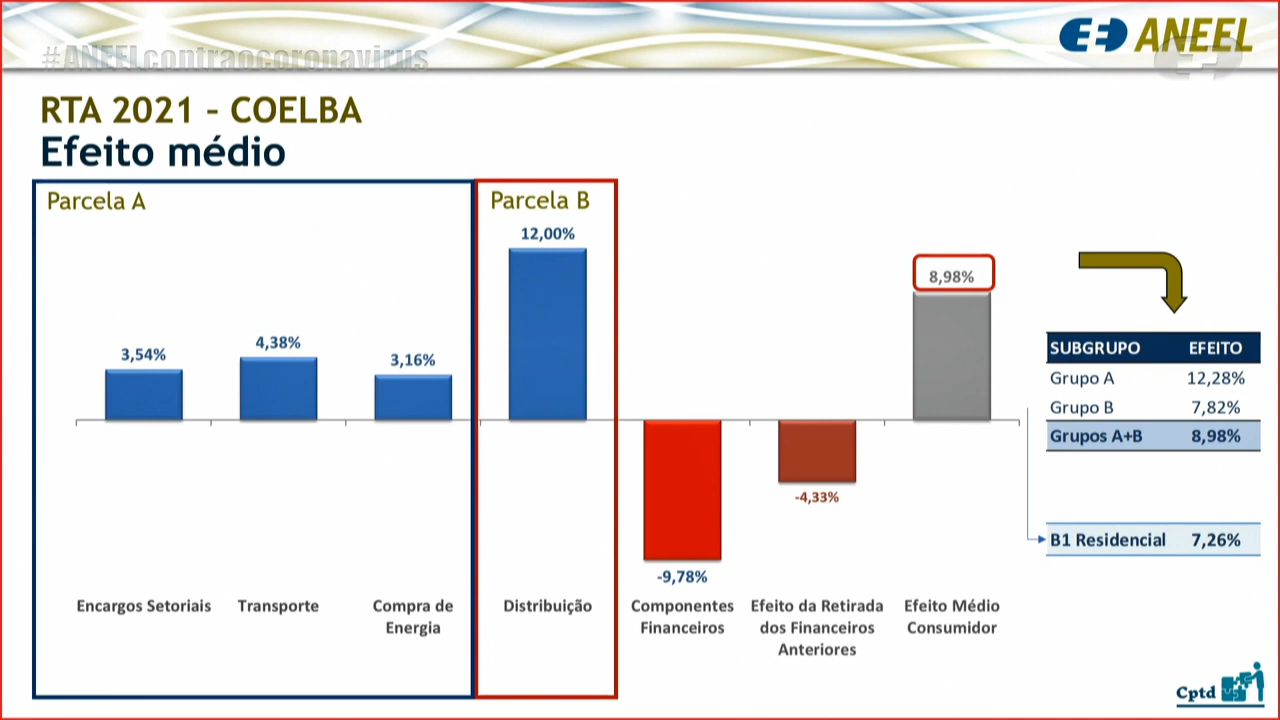 #ANEELcontraocoronavirus
ANEEL
RTA 2021 – COELBA
Efeito médio
Parcela A
Parcela B
12,00%
8,98%
3,54%
4,38%
3,16%
-9,78%
-4,33%
Encargos Setoriais
Transporte
Compra de
Energia
Distribuição
Componentes
Financeiros
Efeito da Retirada
dos Financeiros
Anteriores
Efeito Médio
Consumidor
SUBGRUPO EFEITO
Grupo A 12,28%
Grupo B 7,82%
Grupos A+B 8,98%
B1 Residencial 7,26%
Cptd